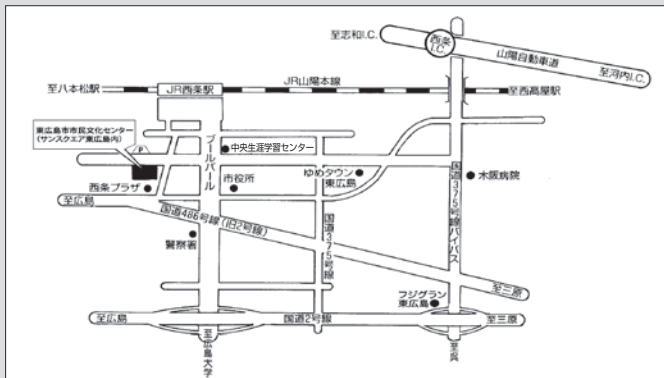 至志和I.C.
西条
I.C.
山陽自動車道
至河内I.C.
JR山陽本線
至八本松駅
JR西条駅
至西高屋駅
東広島市市民文化センター
(サンスクエア東広島内)
P
ブールバール
中央生涯学習センター
ゆめタウン
東広島
国道375号線バイパス
木阪病院
西条プラザ
市役所
至広島
国道486号線(旧2号線)
国道375号線
警察署
至三原
フジグラン
東広島
至広島
国道2号線
至三原
至広島大学
至呉